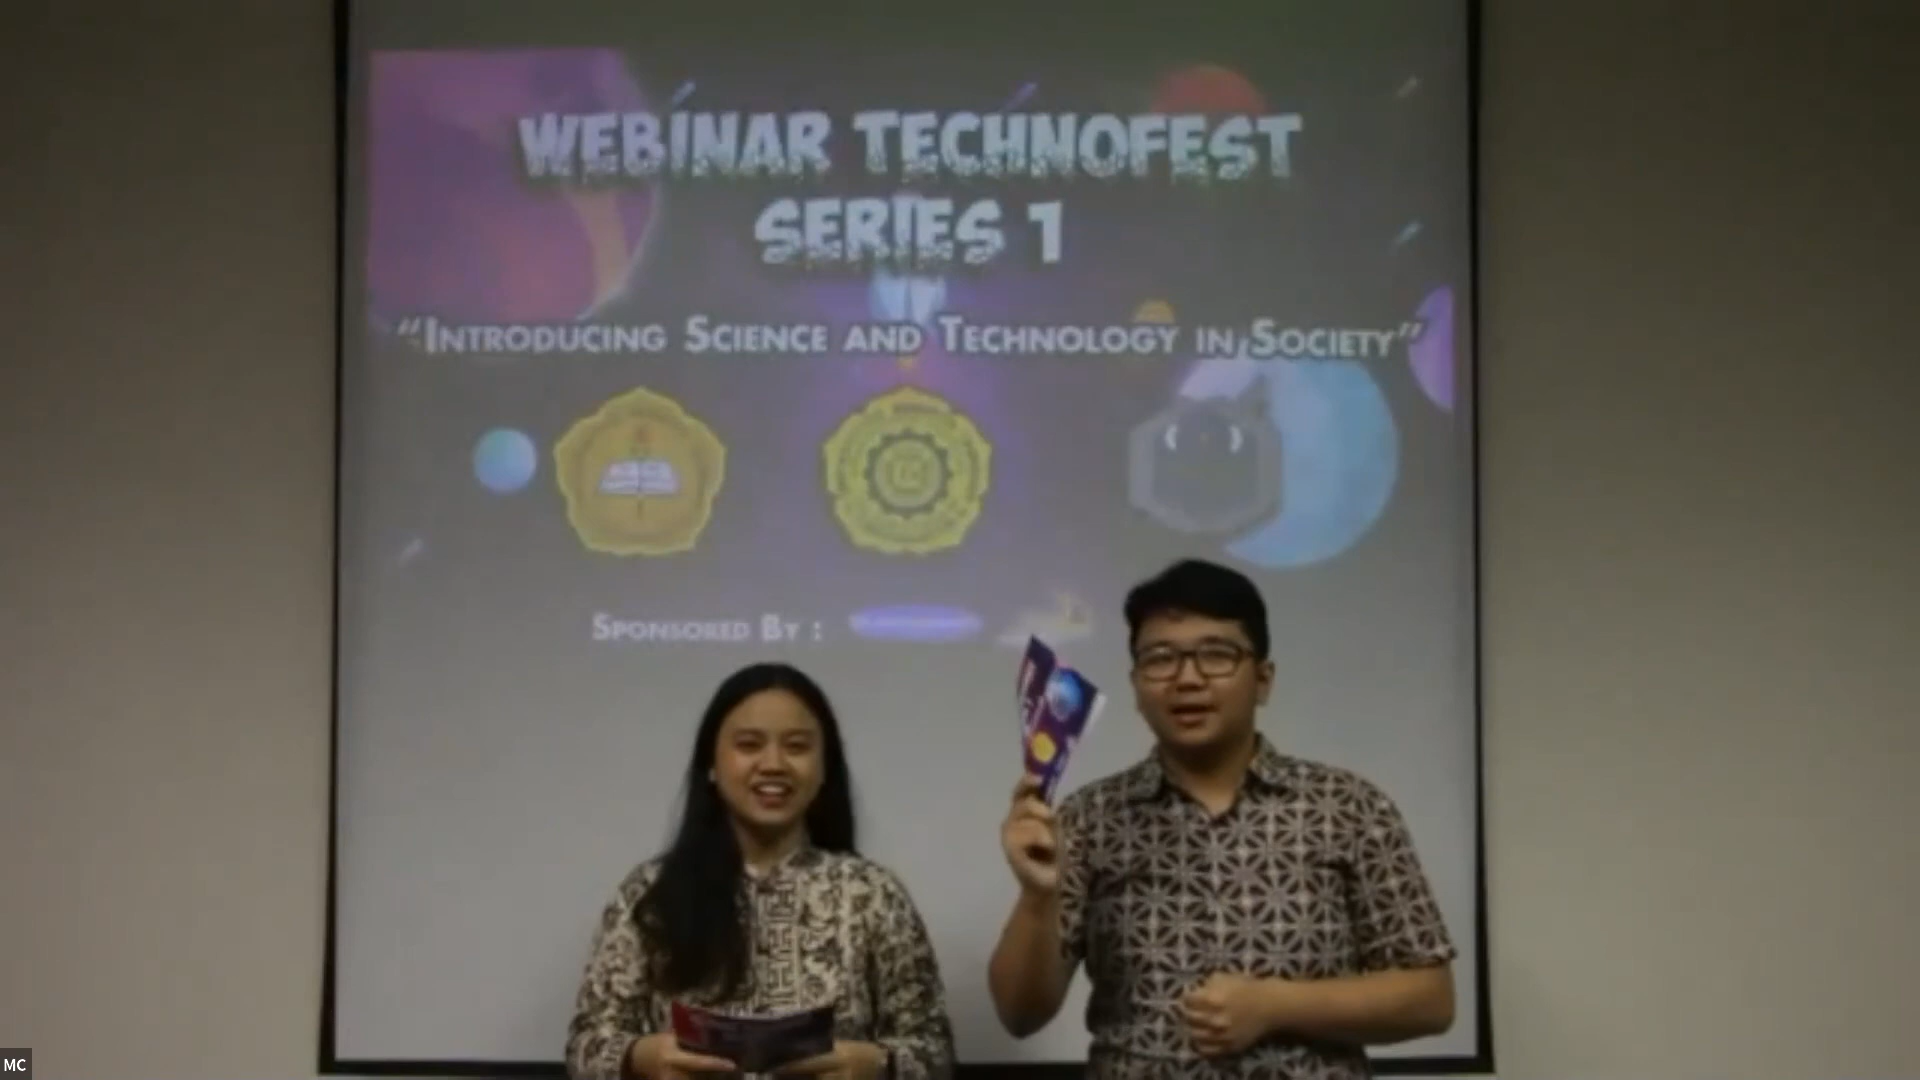 WEBINAR TECHNOFEST
SERIES 1
“INTRODUCING SCIENCE AND TECHNOLOGY IN SOCIETY”
SPONSORED BY :
MC